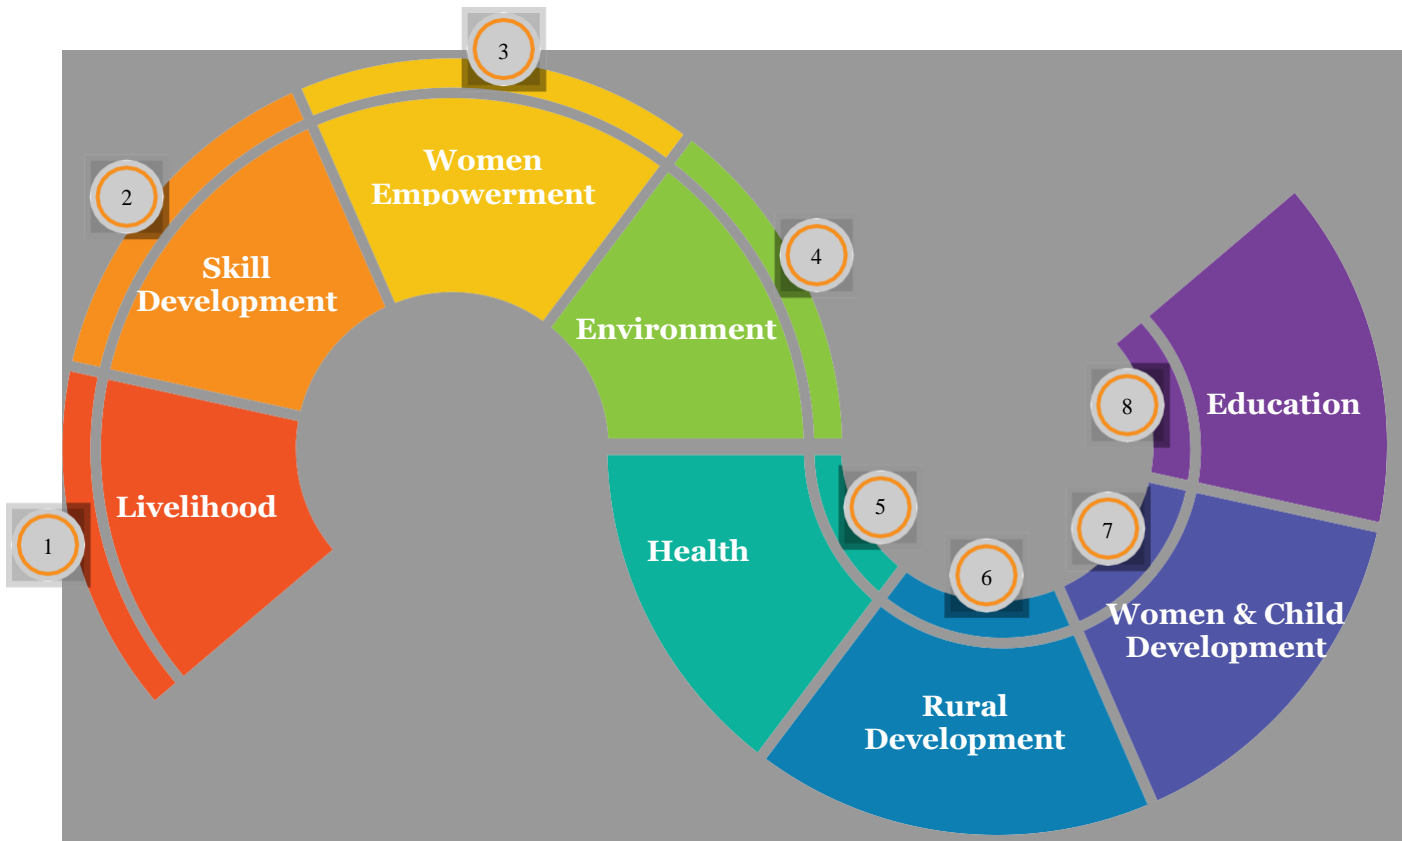 1
Livelihood
2
Skill
Development
3
Women
Empowerment
4
Environment
5
Health
6
Rural
Development
7
Women & Child
Development
8
Education